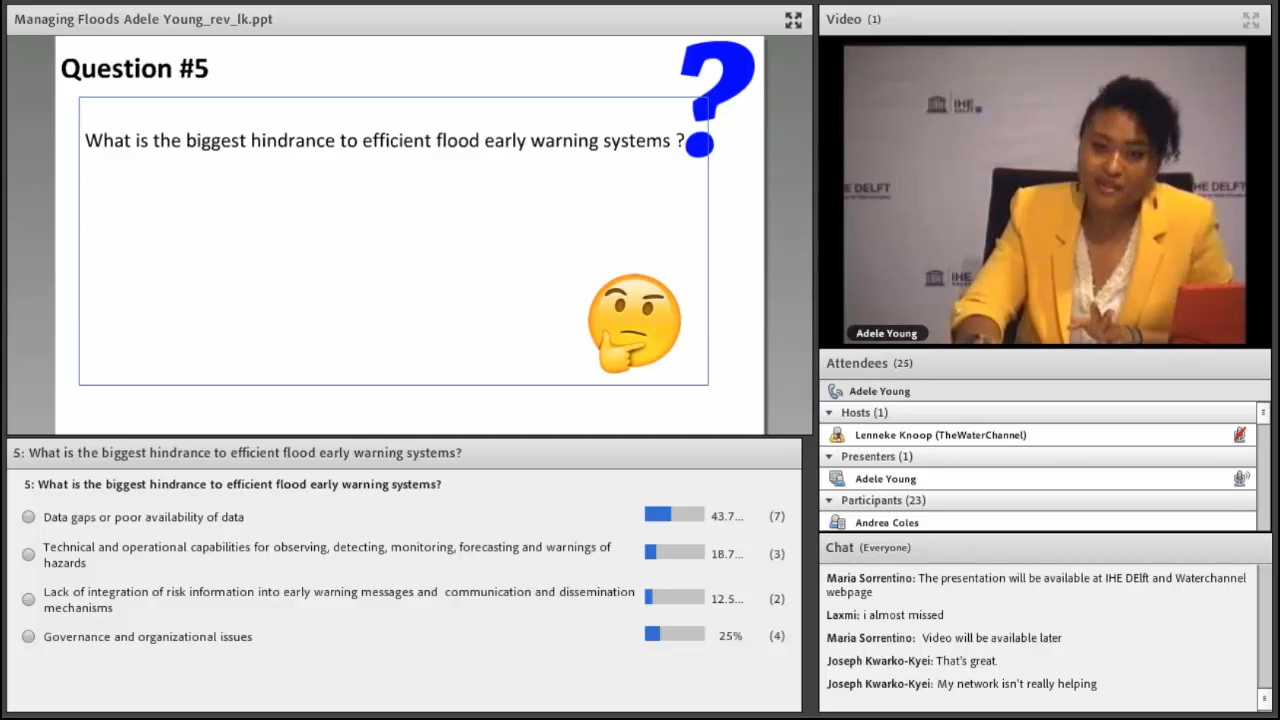 Managing Floods Adele Young_rev_lk.ppt
Question #5
?
What is the biggest hindrance to efficient flood early warning systems ?
5: What is the biggest hindrance to efficient flood early warning systems?
5: What is the biggest hindrance to efficient flood early warning systems?
Data gaps or poor availability of data 43.7... (7)
Technical and operational capabilities for observing, detecting, monitoring, forecasting and warnings of
hazards
18.7... (3)
Lack of integration of risk information into early warning messages and communication and dissemination
mechanisms
12.5... (2)
Governance and organizational issues 25% (4)
Video (1)
IHE
E DELFT
HE DELFT
IHE
Adele Young
Attendees (25)
Adele Young
Hosts (1)
Lenneke Knoop (TheWaterChannel)
Presenters (1)
Adele Young
Participants (23)
Andrea Coles
Chat (Everyone)
Maria Sorrentino: The presentation will be available at IHE DElft and Waterchannel
webpage
Laxmi: i almost missed
Maria Sorrentino: Video will be available later
Joseph Kwarko-Kyei: That's great.
Joseph Kwarko-Kyei: My network isn't really helping